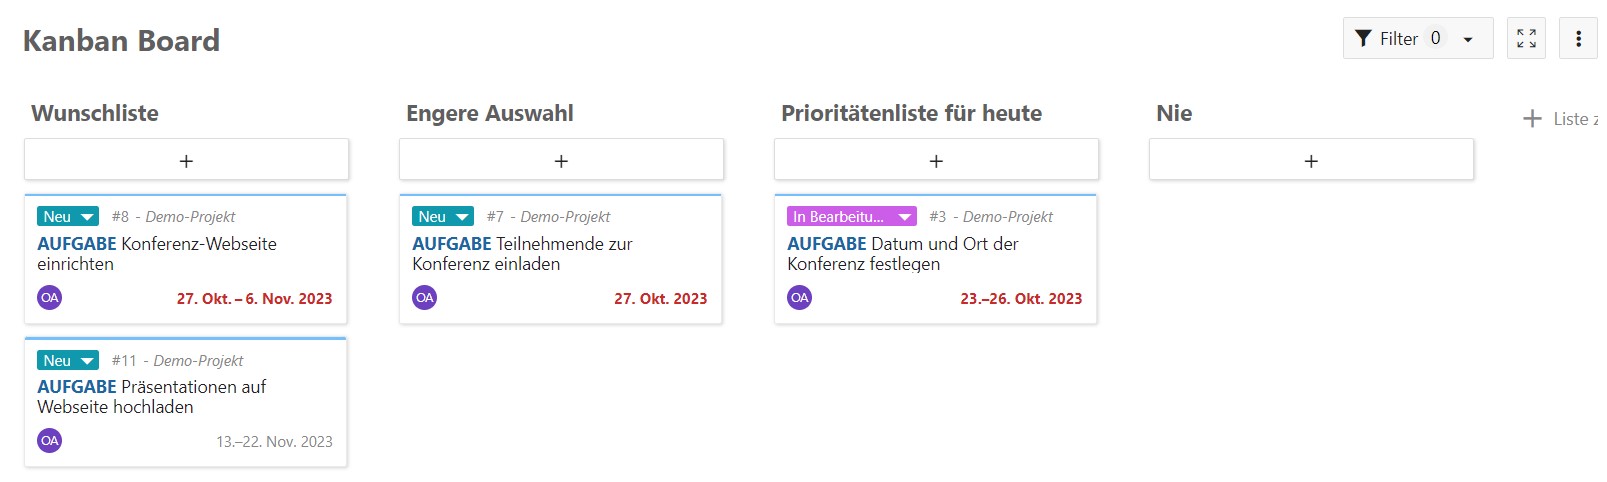 Kanban Board
Filter 0
Wunschliste
Engere Auswahl
Prioritätenliste für heute
Nie
+ Liste z
+
+
+
+
Neu #8 - Demo-Projekt
AUFGABE Konferenz-Webseite
einrichten
OA 27. Okt. – 6. Nov. 2023
Neu #11 - Demo-Projekt
AUFGABE Präsentationen auf
Webseite hochladen
OA 13.–22. Nov. 2023
Neu #7 - Demo-Projekt
AUFGABE Teilnehmende zur
Konferenz einladen
OA 27. Okt. 2023
In Bearbeitu... #3 - Demo-Projekt
AUFGABE Datum und Ort der
Konferenz festlegen
OA 23.–26. Okt. 2023